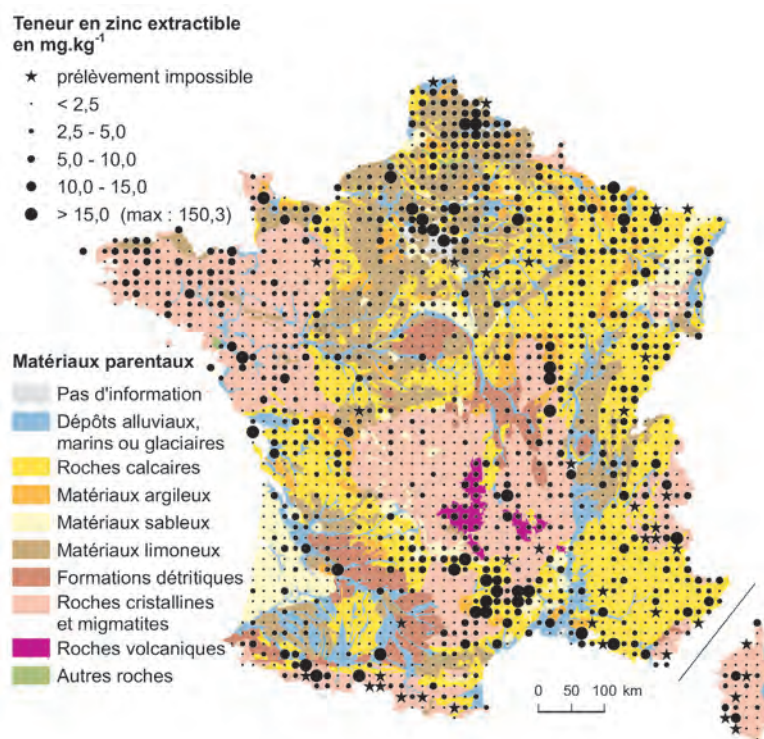 Teneur en zinc extractible
en mg.kg-1
prélèvement impossible
< 2,5
2,5 - 5,0
5,0 - 10,0
10,0 - 15,0
> 15,0 (max : 150,3)
Matériaux parentaux
Pas d'information
Dépôts alluviaux,
marins ou glaciaires
Roches calcaires
Matériaux argileux
Matériaux sableux
Matériaux limoneux
Formations détritiques
Roches cristallines
et migmatites
Roches volcaniques
Autres roches
0 50 100 km